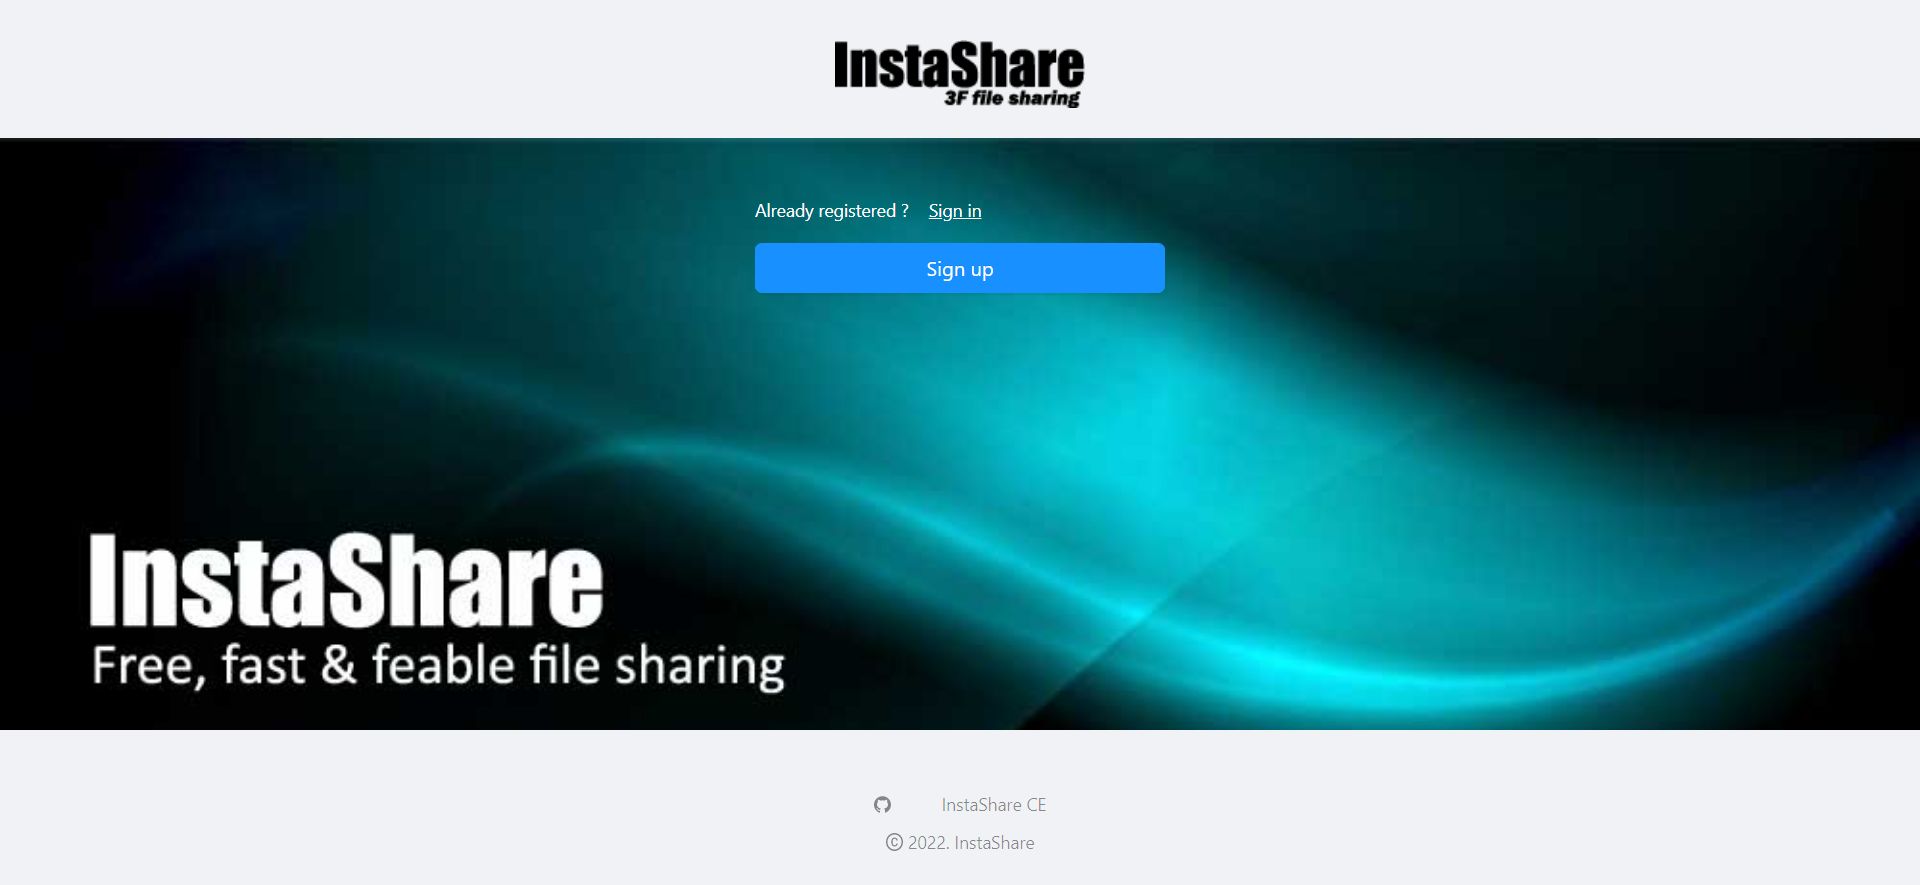 InstaShare
3F file sharing
Already registered ? Sign in
Sign up
InstaShare
Free, fast & feable file sharing
InstaShare CE
© 2022. InstaShare